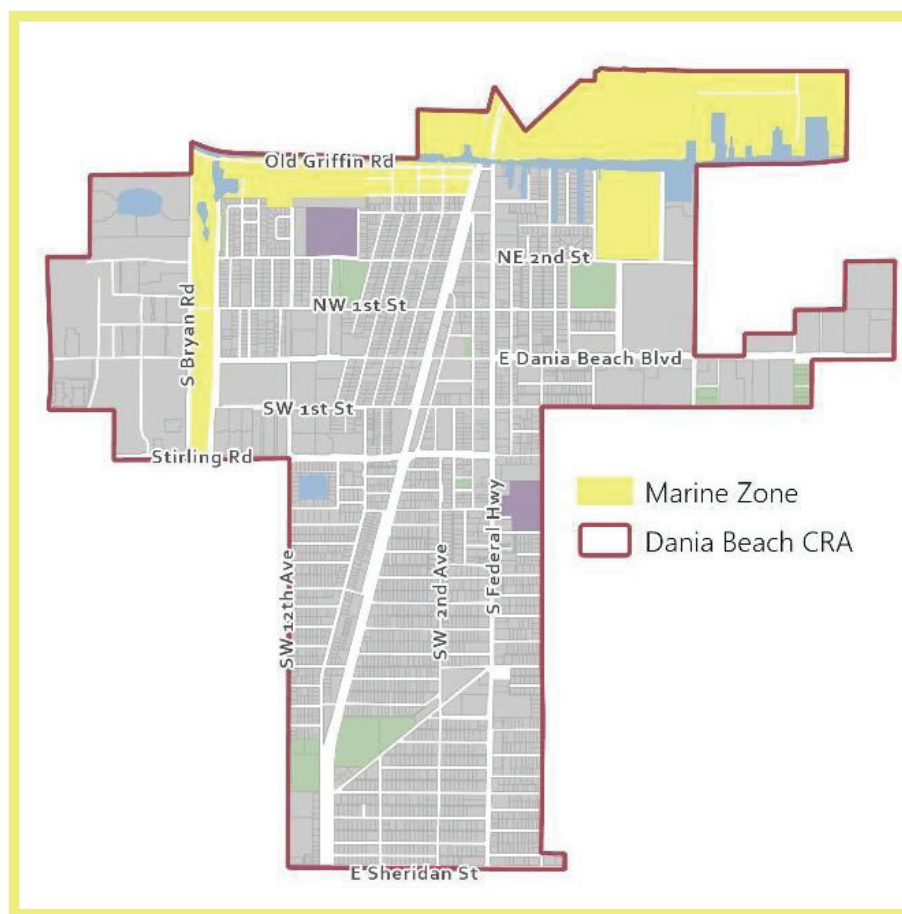 Old Griffin Rd
NE 2nd St
S Bryan Rd
NW 1st St
E Dania Beach Blvd
SW 1st St
Stirling Rd
Marine Zone
Dania Beach CRA
S Federal Hwy
SW 2nd Ave
SW 12th Ave
E Sheridan St